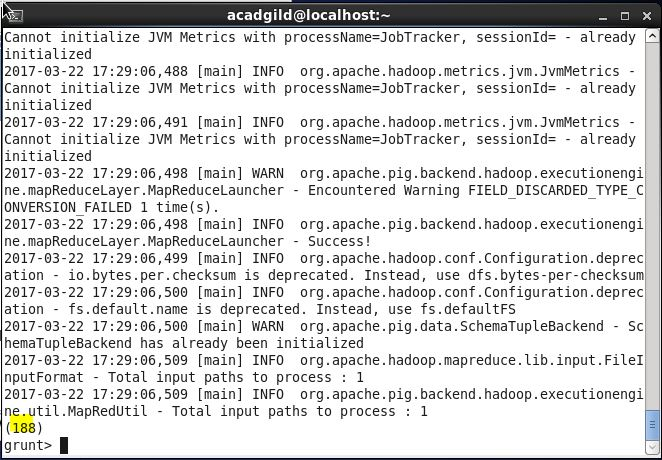 acadgild@localhost:~
Cannot initialize JVM Metrics with processName=JobTracker, sessionId= - already
initialized
2017-03-22 17:29:06,488 [main] INFO  org.apache.hadoop.metrics.jvm.JvmMetrics -
Cannot initialize JVM Metrics with processName=JobTracker, sessionId= - already
initialized
2017-03-22 17:29:06,491 [main] INFO  org.apache.hadoop.metrics.jvm.JvmMetrics -
Cannot initialize JVM Metrics with processName=JobTracker, sessionId= - already
initialized
2017-03-22 17:29:06,498 [main] WARN  org.apache.pig.backend.hadoop.executionengi
ne.mapReduceLayer.MapReduceLauncher - Encountered Warning FIELD_DISCARDED_TYPE_C
ONVERSION_FAILED 1 time(s).
2017-03-22 17:29:06,498 [main] INFO  org.apache.pig.backend.hadoop.executionengi
ne.mapReduceLayer.MapReduceLauncher - Success!
2017-03-22 17:29:06,499 [main] INFO  org.apache.hadoop.conf.Configuration.deprec
ation - io.bytes.per.checksum is deprecated. Instead, use dfs.bytes-per-checksum
2017-03-22 17:29:06,500 [main] INFO  org.apache.hadoop.conf.Configuration.deprec
ation - fs.default.name is deprecated. Instead, use fs.defaultFS
2017-03-22 17:29:06,500 [main] WARN  org.apache.pig.data.SchemaTupleBackend - Sc
hemaTupleBackend has already been initialized
2017-03-22 17:29:06,509 [main] INFO  org.apache.hadoop.mapreduce.lib.input.FileI
nputFormat - Total input paths to process : 1
2017-03-22 17:29:06,509 [main] INFO  org.apache.pig.backend.hadoop.executionengi
ne.util.MapRedUtil - Total input paths to process : 1
(188)
grunt>